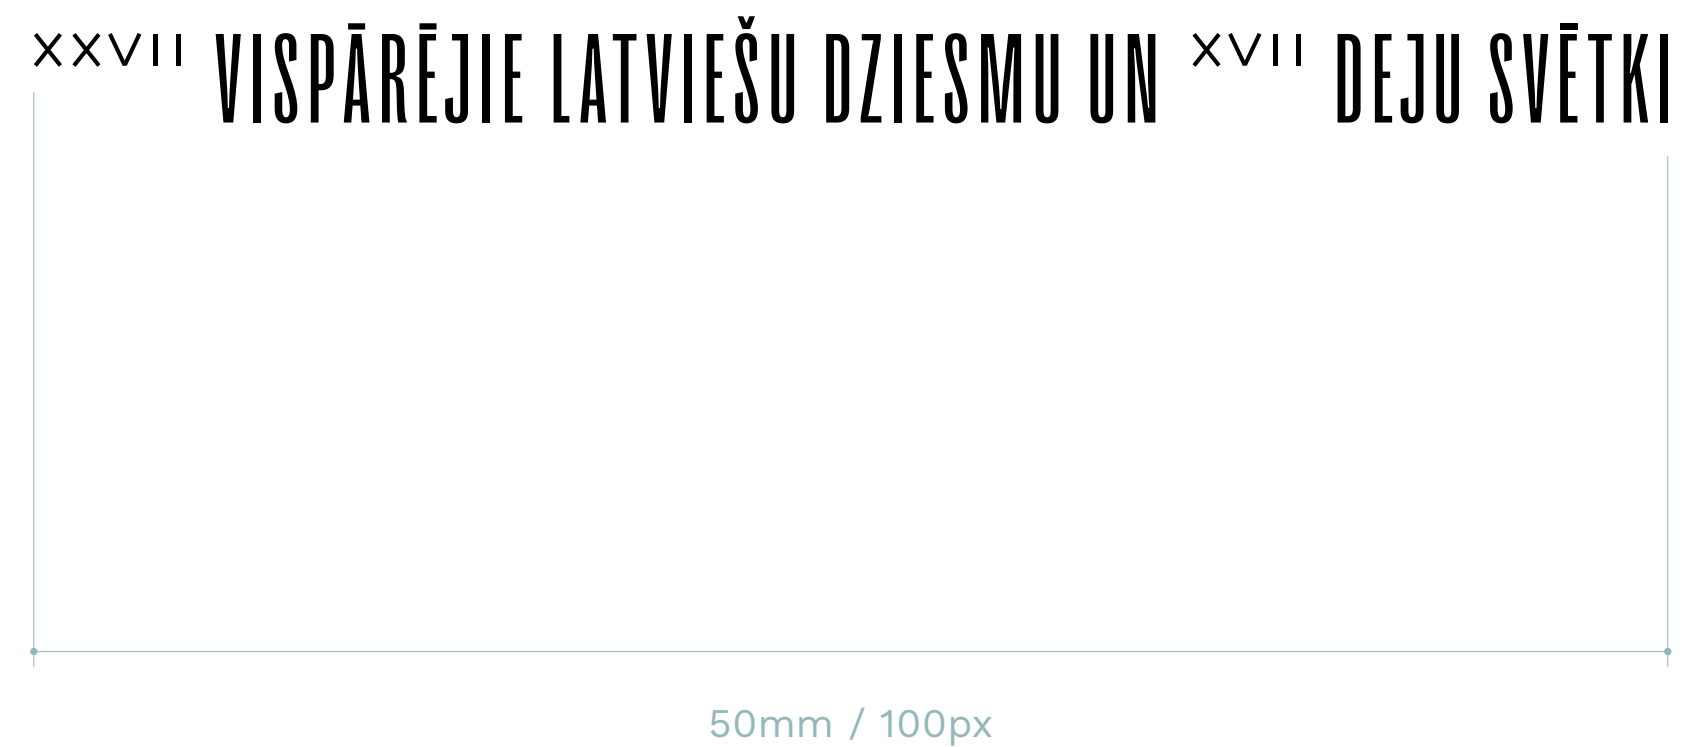 XXVII VISPĀRĒJIE LATVIEŠU DZIESMU UN XVII DEJU SVĒTKI
50mm / 100px